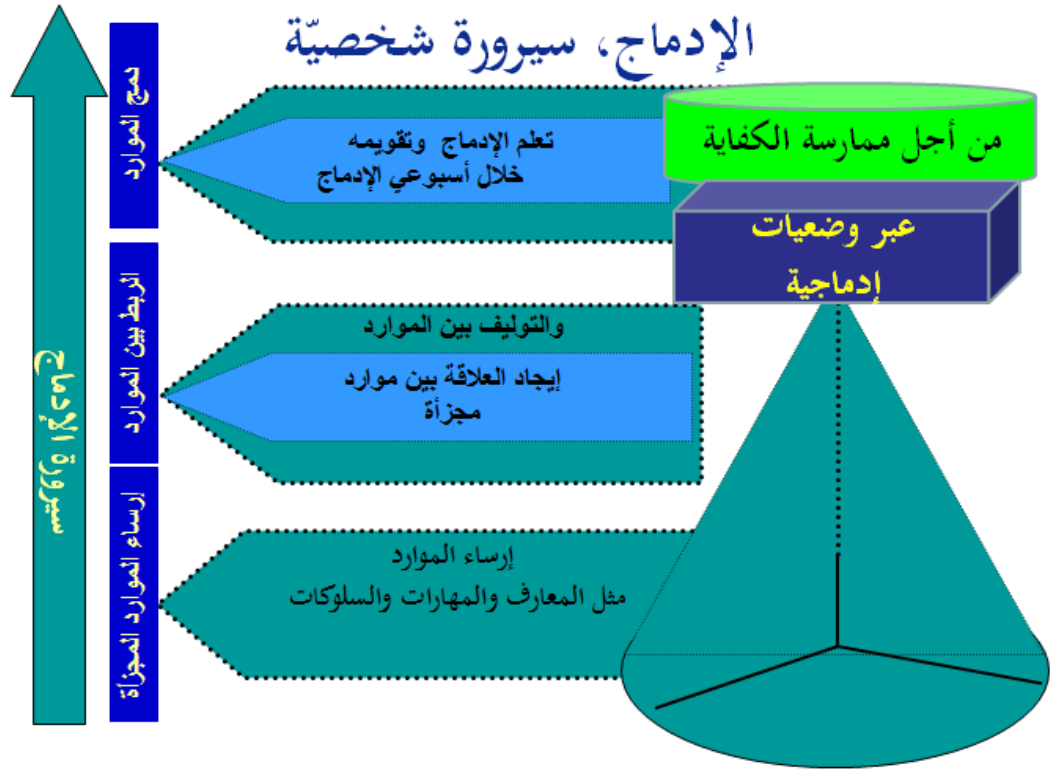 الإدماج، سيرورة شخصيّة
من أجل ممارسة الكفاية
عبر وضعيات
إدماجية
تعلم الإدماج وتقويمه
خلال أسبوعي الإدماج
دمج الموارد
والتوليف بين الموارد
إيجاد العلاقة بين موارد
مجزأة
الربط بين الموارد
إرساء الموارد
مثل المعارف والمهارات والسلوكات
إرساء الموارد المجزأة
سيرورة الإدماج